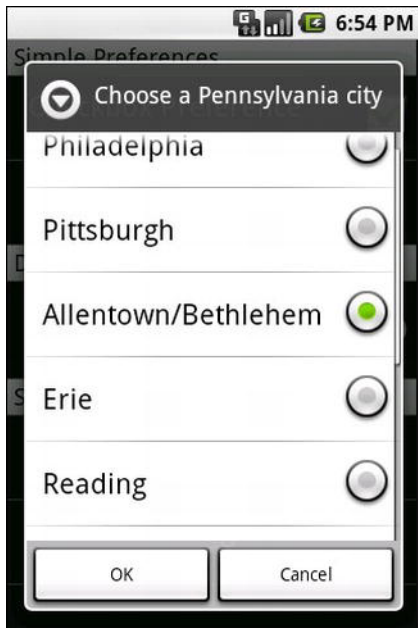 6:54 PM
Simple Preferences
Choose a Pennsylvania city
Philadelphia
Pittsburgh
Allentown/Bethlehem
Erie
Reading
OK
Cancel